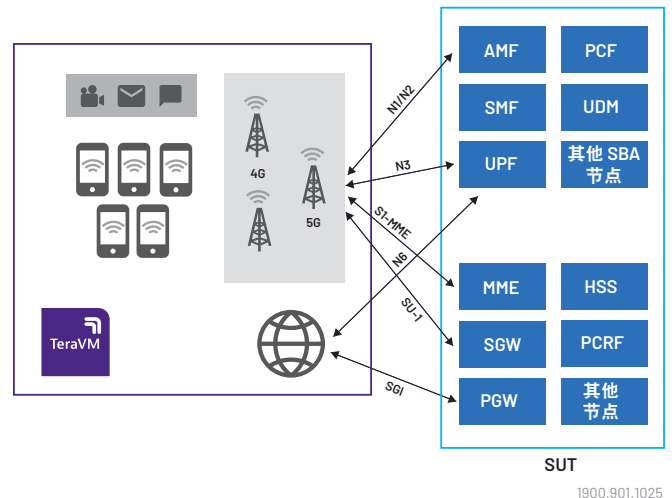 4G
5G
TeraVM
N1/N2
N3
S1-MME
N6
SU-1
SGI
AMF
PCF
SMF
UDM
UPF
其他 SBA
节点
MME
HSS
SGW
PCRF
PGW
其他
节点
SUT
1900.901.1025